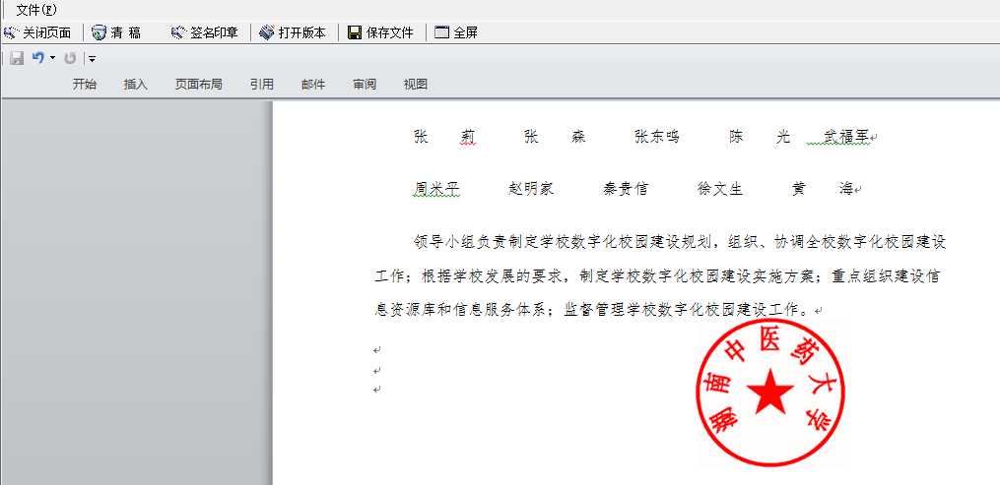 文件(F)
关闭页面 清 稿 签名印章 打开版本 保存文件 全屏
开始 插入 页面布局 引用 邮件 审阅 视图
张 莉 张 森 张东鸣 陈 光 武福军
周米平 赵明家 秦贵信 徐文生 黄 海
领导小组负责制定学校数字化校园建设规划，组织、协调全校数字化校园建设
工作；根据学校发展的要求，制定学校数字化校园建设实施方案；重点组织建设信
息资源库和信息服务体系；监督管理学校数字化校园建设工作。
湖南中医药大学